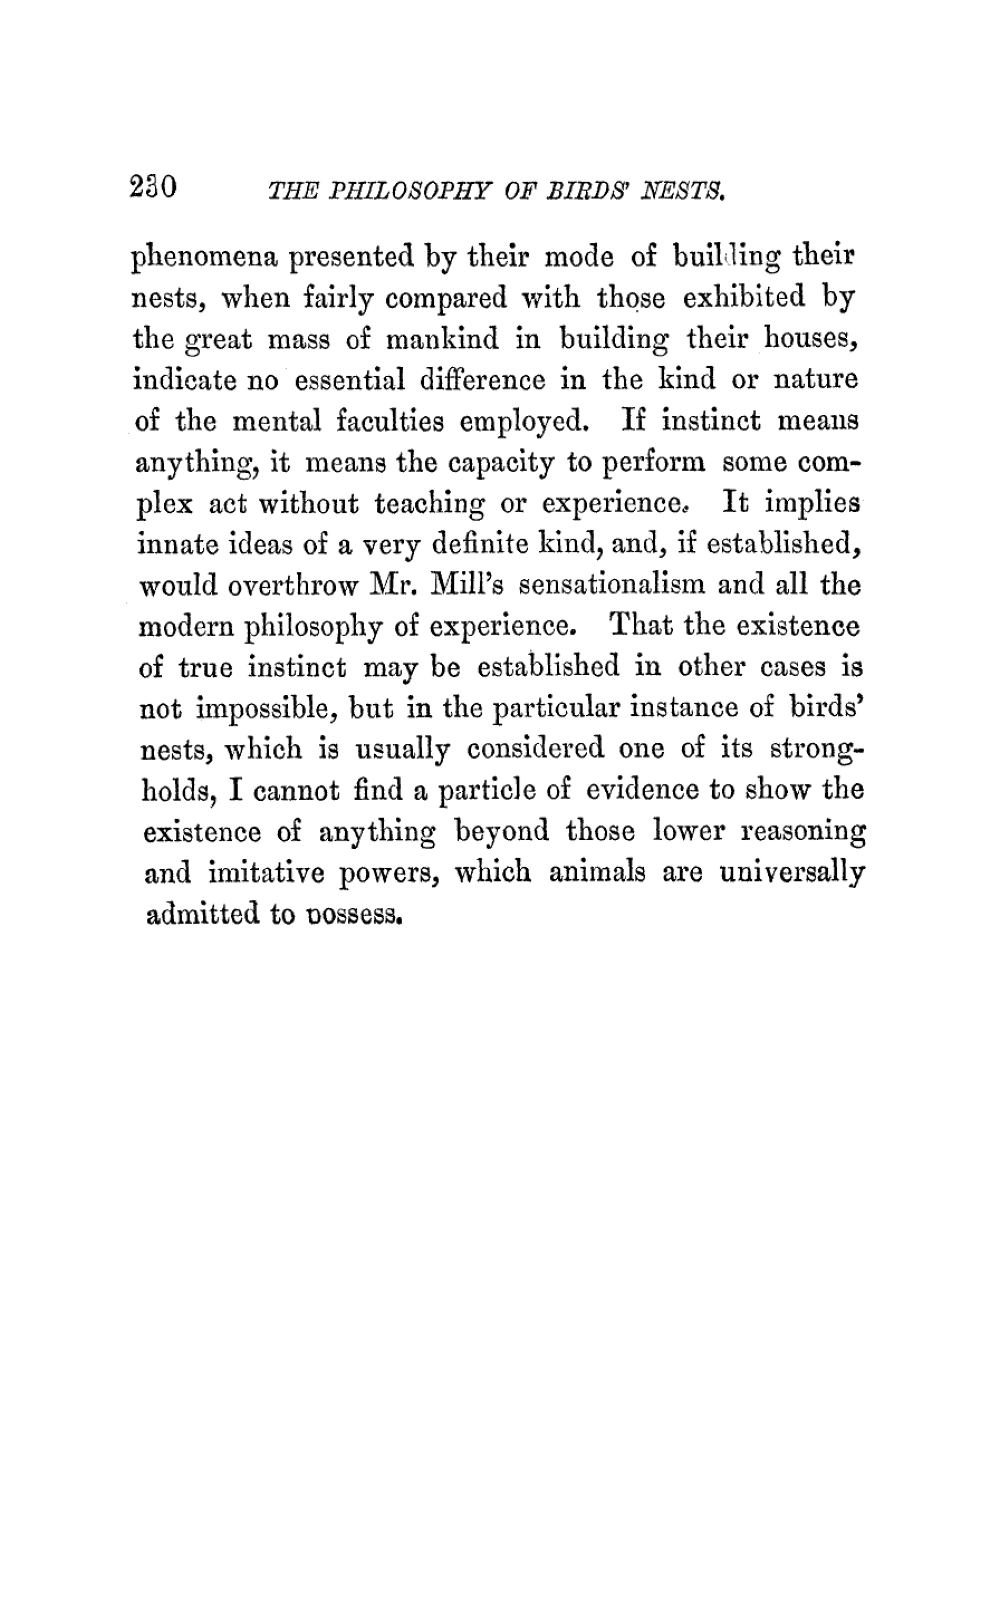 230 THE PHILOSOPHY OF BIRDS' NESTS.
phenomena presented by their mode of building their
nests, when fairly compared with those exhibited by
the great mass of mankind in building their houses,
indicate no essential difference in the kind or nature
of the mental faculties employed. If instinct means
anything, it means the capacity to perform some com-
plex act without teaching or experience. It implies
innate ideas of a very definite kind, and, if established,
would overthrow Mr. Mill's sensationalism and all the
modern philosophy of experience. That the existence
of true instinct may be established in other cases is
not impossible, but in the particular instance of birds'
nests, which is usually considered one of its strong-
holds, I cannot find a particle of evidence to show the
existence of anything beyond those lower reasoning
and imitative powers, which animals are universally
admitted to possess.